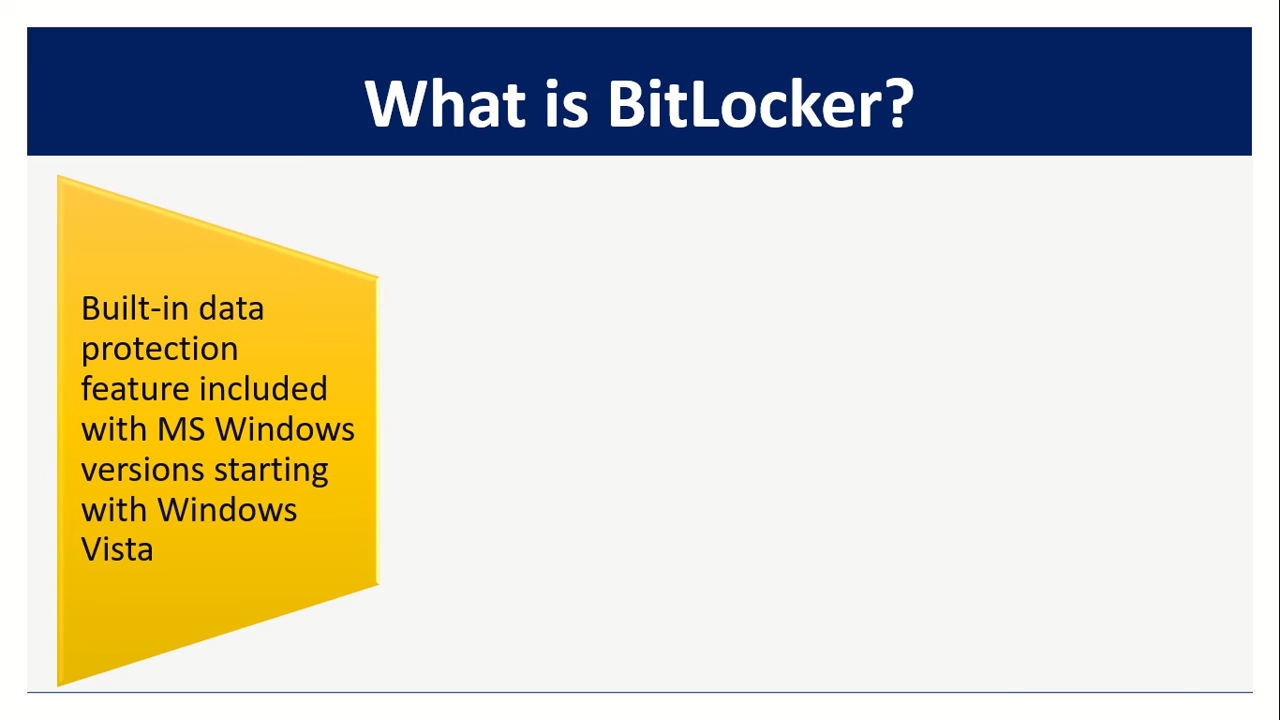 What is BitLocker?
Built-in data
protection
feature included
with MS Windows
versions starting
with Windows
Vista